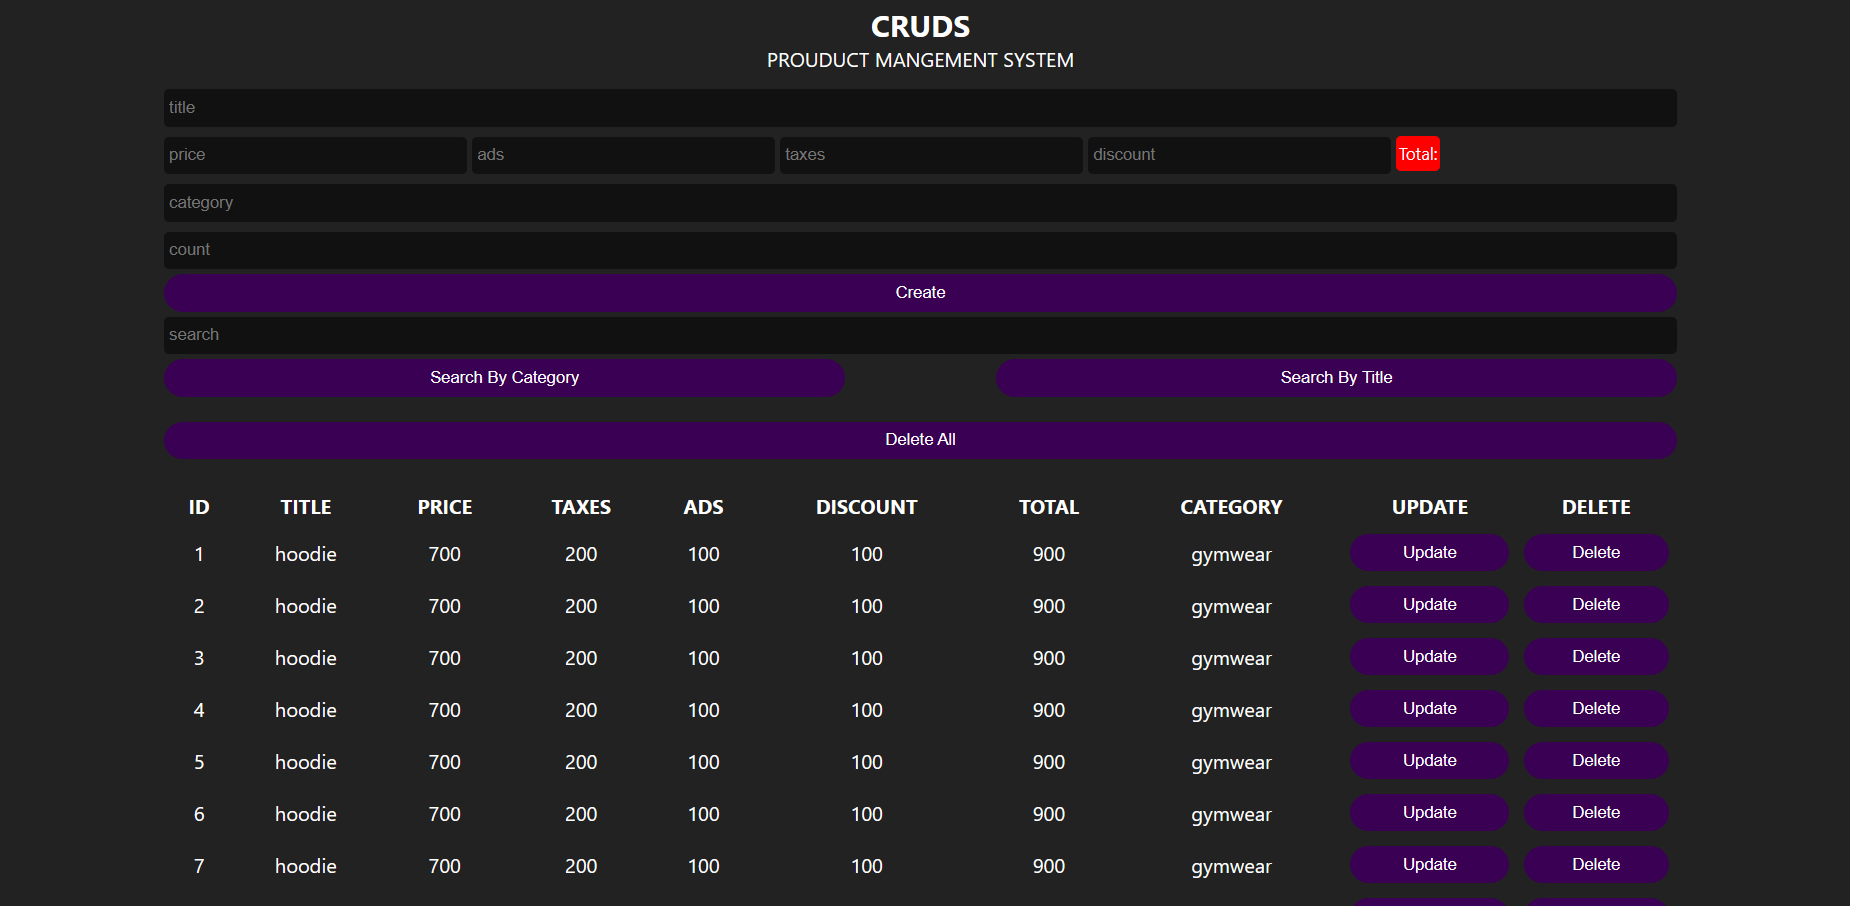 CRUDS
PROUDUCT MANGEMENT SYSTEM
title
price ads taxes discount Total:
category
count
Create
search
Search By Category Search By Title
Delete All
ID TITLE PRICE TAXES ADS DISCOUNT TOTAL CATEGORY UPDATE DELETE
1 hoodie 700 200 100 100 900 gymwear Update Delete
2 hoodie 700 200 100 100 900 gymwear Update Delete
3 hoodie 700 200 100 100 900 gymwear Update Delete
4 hoodie 700 200 100 100 900 gymwear Update Delete
5 hoodie 700 200 100 100 900 gymwear Update Delete
6 hoodie 700 200 100 100 900 gymwear Update Delete
7 hoodie 700 200 100 100 900 gymwear Update Delete